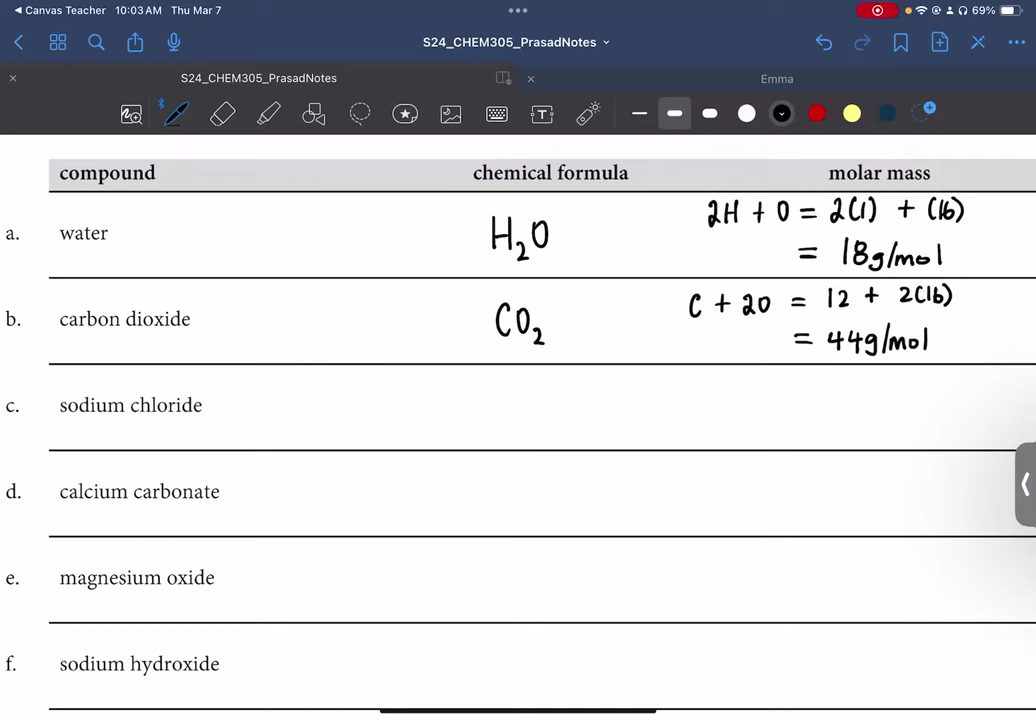 Canvas Teacher 10:03 AM Thu Mar 7 69%
S24_CHEM305_PrasadNotes
S24_CHEM305_PrasadNotes Emma
compound chemical formula molar mass
a. water H₂O 2H + O = 2(1) + (16)
= 18g/mol
b. carbon dioxide CO₂ C + 2O = 12 + 2(16)
= 44g/mol
c. sodium chloride
d. calcium carbonate
e. magnesium oxide
f. sodium hydroxide